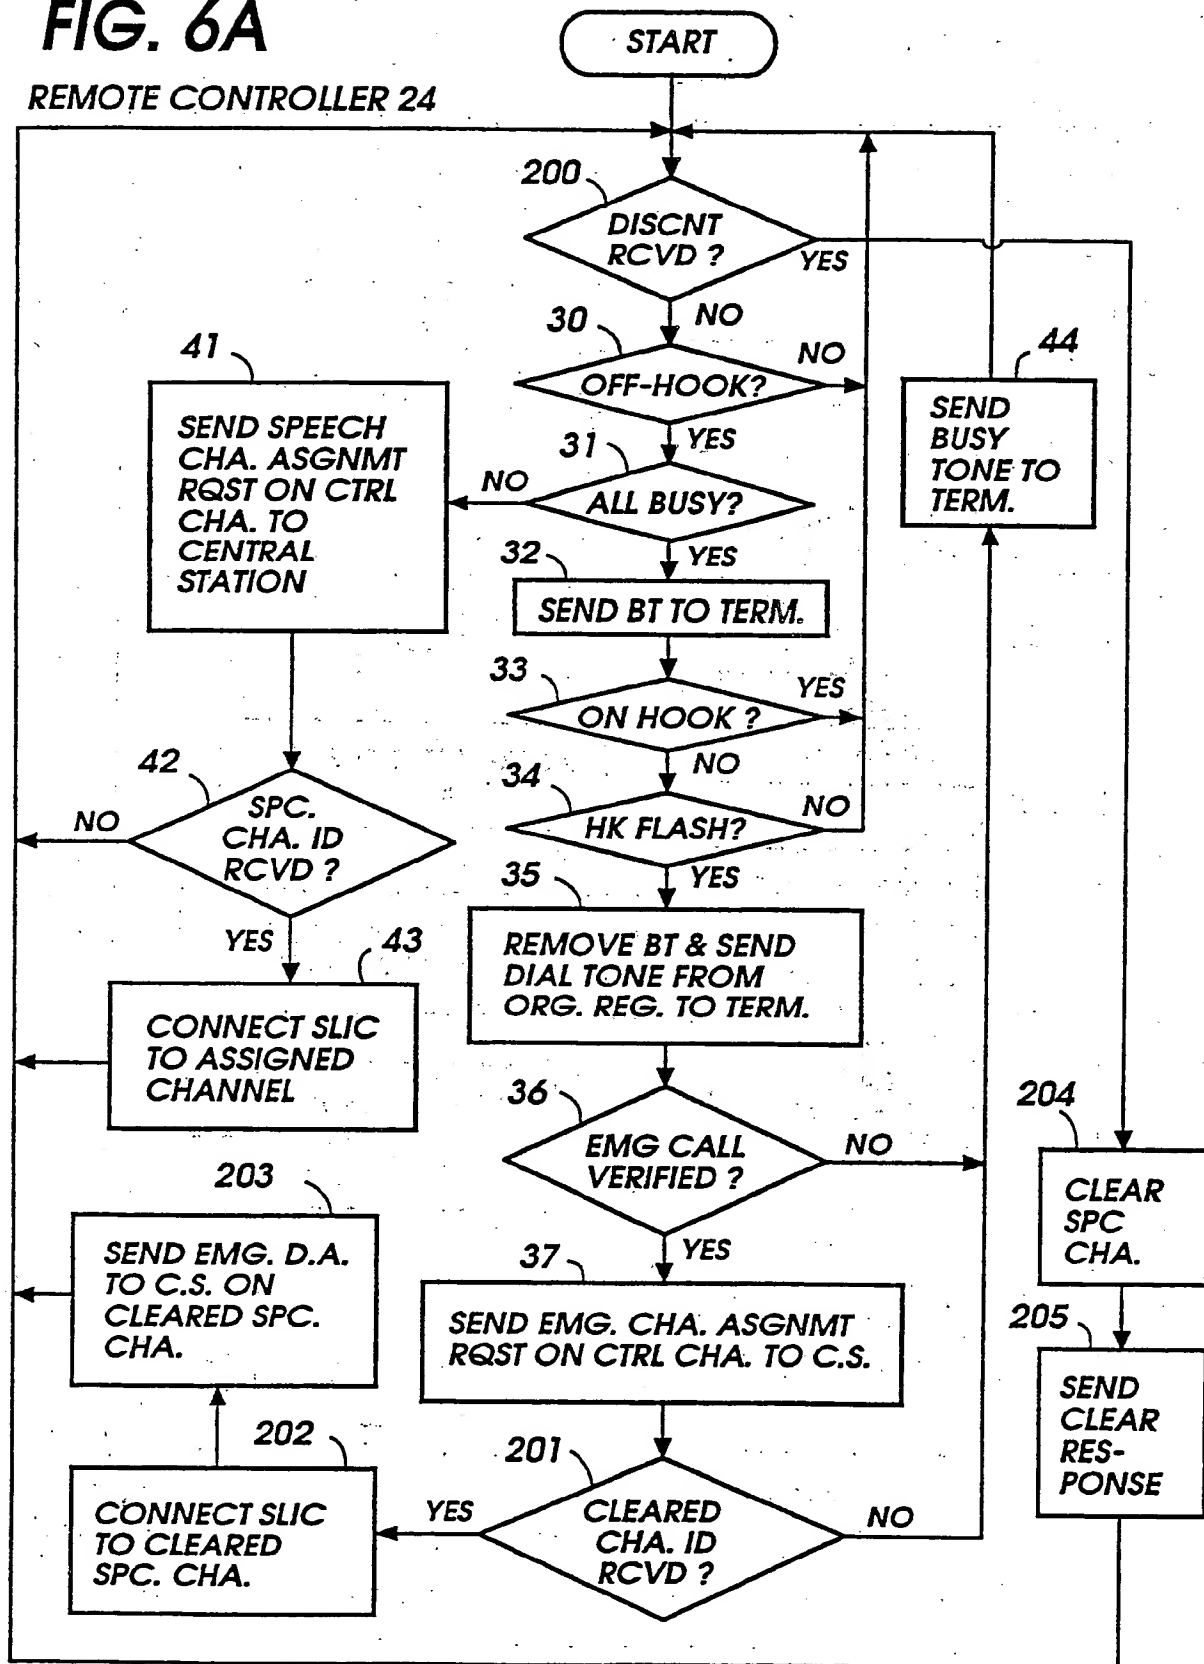 FIG. 6A
REMOTE CONTROLLER 24
START
200
DISCNT
RCVD ?
YES
NO
30
OFF-HOOK?
NO
YES
31
ALL BUSY?
NO
YES
41
SEND SPEECH
CHA. ASGNMT
RQST ON CTRL
CHA. TO
CENTRAL
STATION
44
SEND
BUSY
TONE TO
TERM.
32
SEND BT TO TERM.
33
ON HOOK ?
YES
NO
42
SPC.
CHA. ID
RCVD ?
NO
YES
34
HK FLASH?
NO
YES
43
CONNECT SLIC
TO ASSIGNED
CHANNEL
35
REMOVE BT & SEND
DIAL TONE FROM
ORG. REG. TO TERM.
36
EMG CALL
VERIFIED ?
NO
YES
204
CLEAR
SPC
CHA.
203
SEND EMG. D.A.
TO C.S. ON
CLEARED SPC.
CHA.
37
SEND EMG. CHA. ASGNMT
RQST ON CTRL CHA. TO C.S.
205
SEND
CLEAR
RES-
PONSE
202
CONNECT SLIC
TO CLEARED
SPC. CHA.
201
CLEARED
CHA. ID
RCVD ?
YES
NO